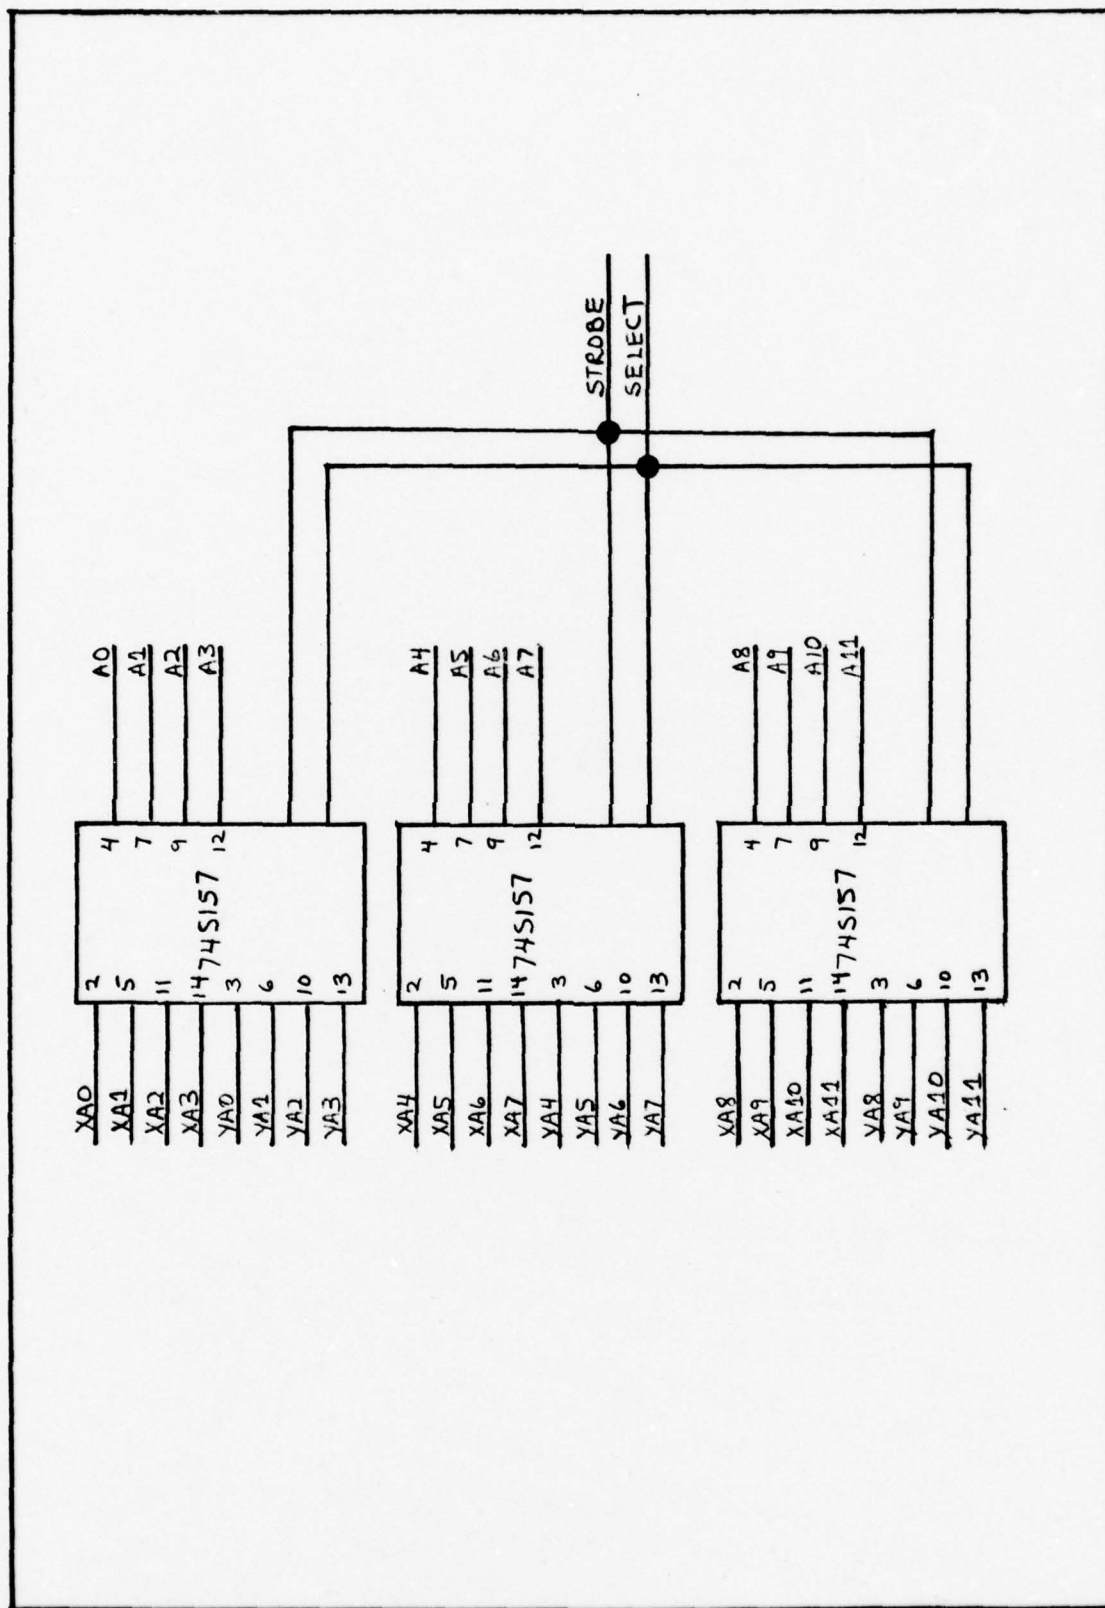 XA0 2
XA1 5
XA2 11
XA3 14
YA0 3
YA1 6
YA2 10
YA3 13
74S157
4 A0
7 A1
9 A2
12 A3
XA4 2
XA5 5
XA6 11
XA7 14
YA4 3
YA5 6
YA6 10
YA7 13
74S157
4 A4
7 A5
9 A6
12 A7
STROBE
SELECT
XA8 2
XA9 5
XA10 11
XA11 14
YA8 3
YA9 6
YA10 10
YA11 13
74S157
4 A8
7 A9
9 A10
12 A11